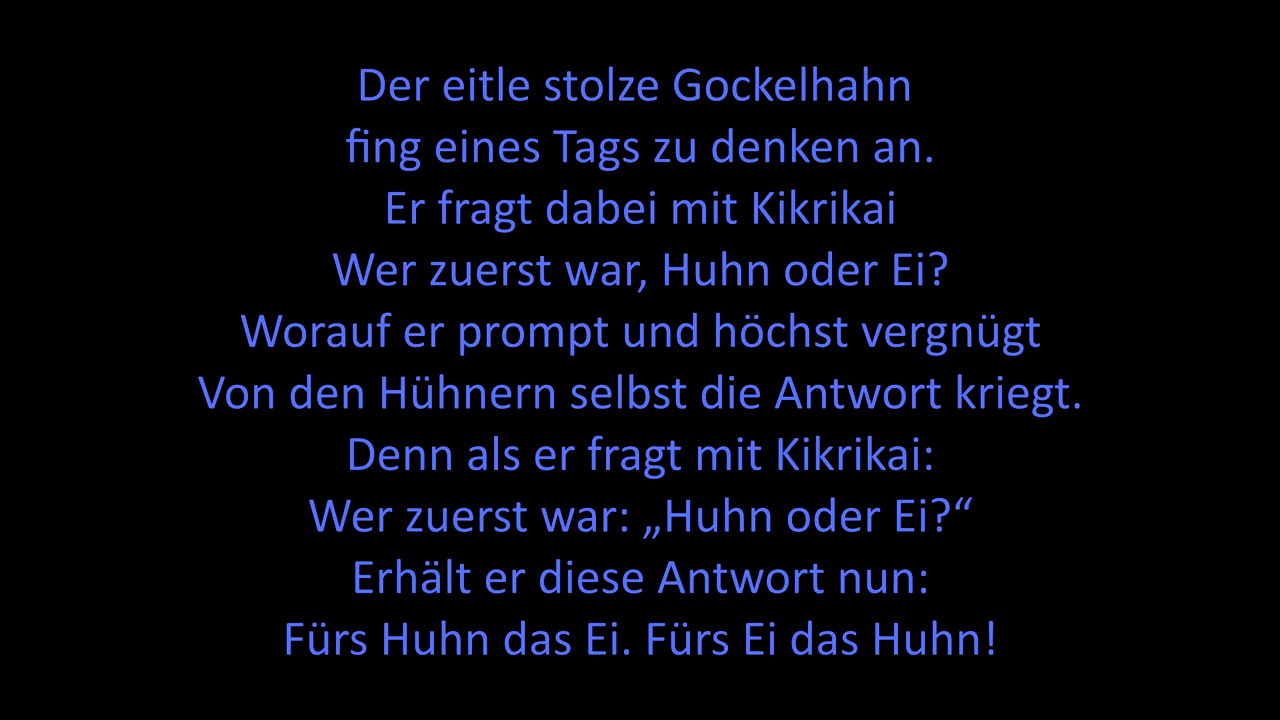 Der eitle stolze Gockelhahn
fing eines Tags zu denken an.
Er fragt dabei mit Kikrikai
Wer zuerst war, Huhn oder Ei?
Worauf er prompt und höchst vergnügt
Von den Hühnern selbst die Antwort kriegt.
Denn als er fragt mit Kikrikai:
Wer zuerst war: „Huhn oder Ei?“
Erhält er diese Antwort nun:
Fürs Huhn das Ei. Fürs Ei das Huhn!